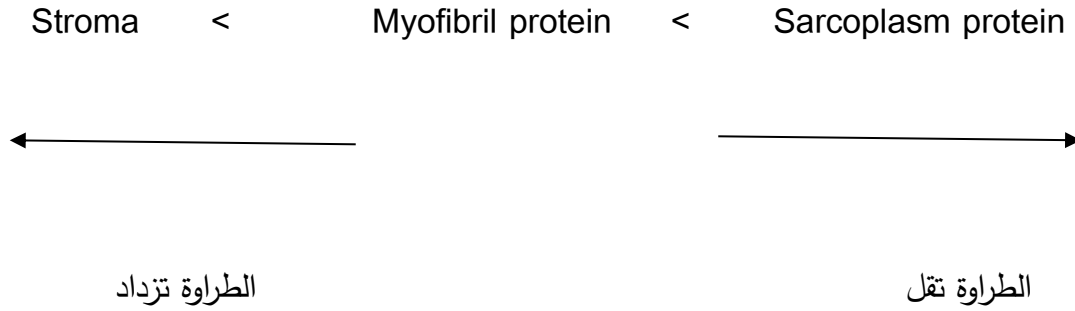 Stroma < Myofibril protein < Sarcoplasm protein
الطراوة تزداد
الطراوة تقل